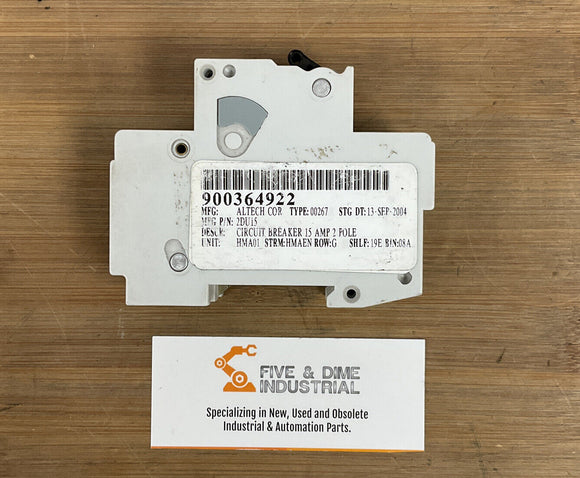 900364922
MFG: ALTECH COR TYPE: 00267 STG DT: 13-SEP-2004
MFG P/N: 2DU15
DESCR: CIRCUIT BREAKER 15 AMP 2 POLE
UNIT: HMA01 STRM: HMAEN ROW: G SHLF: 19E BIN: 08A
FIVE & DIME
INDUSTRIAL
Specializing in New, Used and Obsolete
Industrial & Automation Parts.